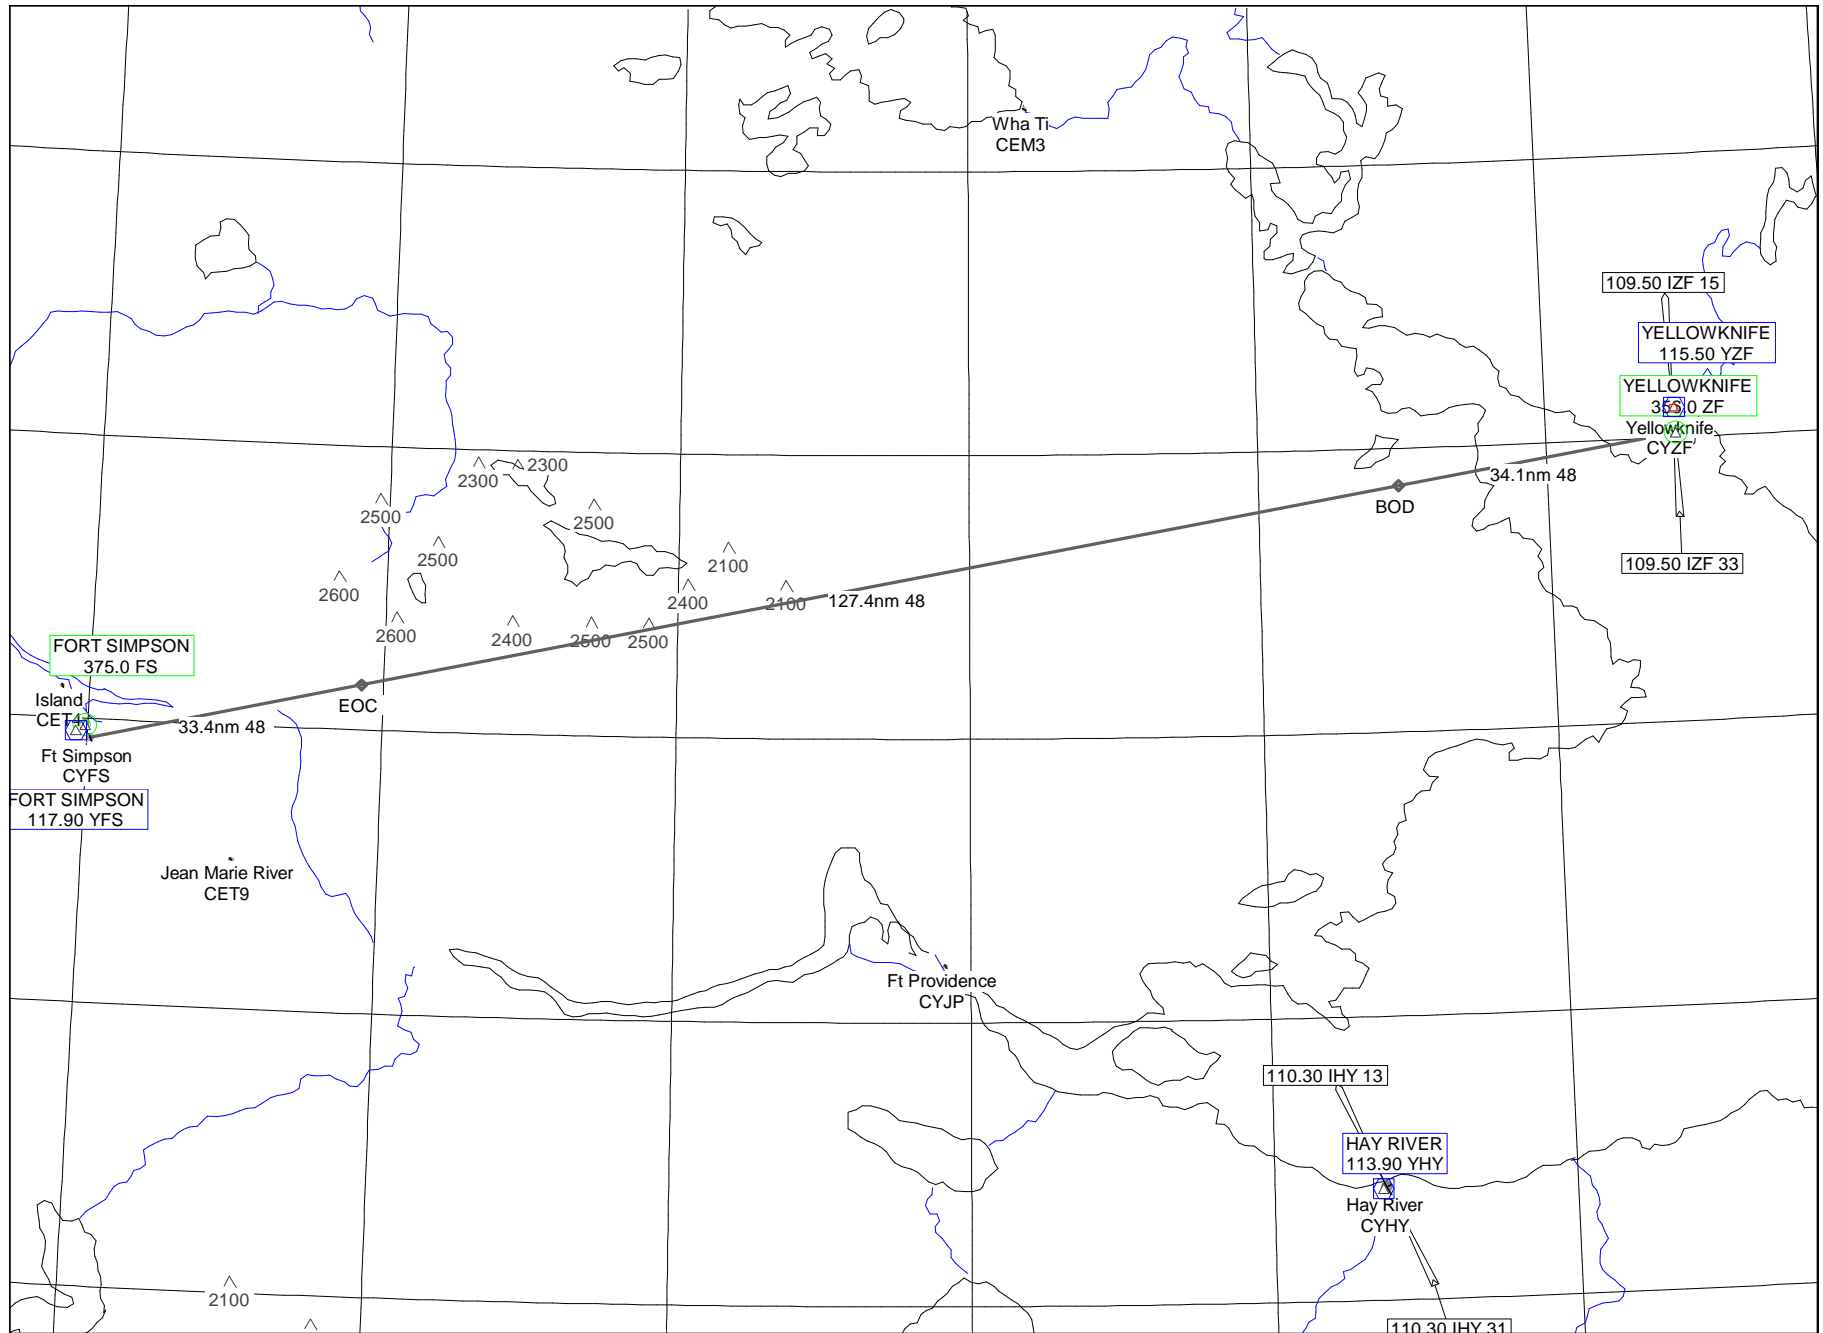 Wha Ti
CEM3
109.50 IZF 15
YELLOWKNIFE
115.50 YZF
YELLOWKNIFE
ZF
Yellowknife
CYZF
34.1nm 48
BOD
109.50 IZF 33
2300
2300
2500
2500
2500
2100
2600
2400
2100
127.4nm 48
2600
2400
2500
2500
FORT SIMPSON
375.0 FS
Island
CET4
EOC
33.4nm 48
Ft Simpson
CYFS
FORT SIMPSON
117.90 YFS
Jean Marie River
CET9
Ft Providence
CYJP
110.30 IHY 13
HAY RIVER
113.90 YHY
Hay River
CYHY
2100
110.30 IHY 31